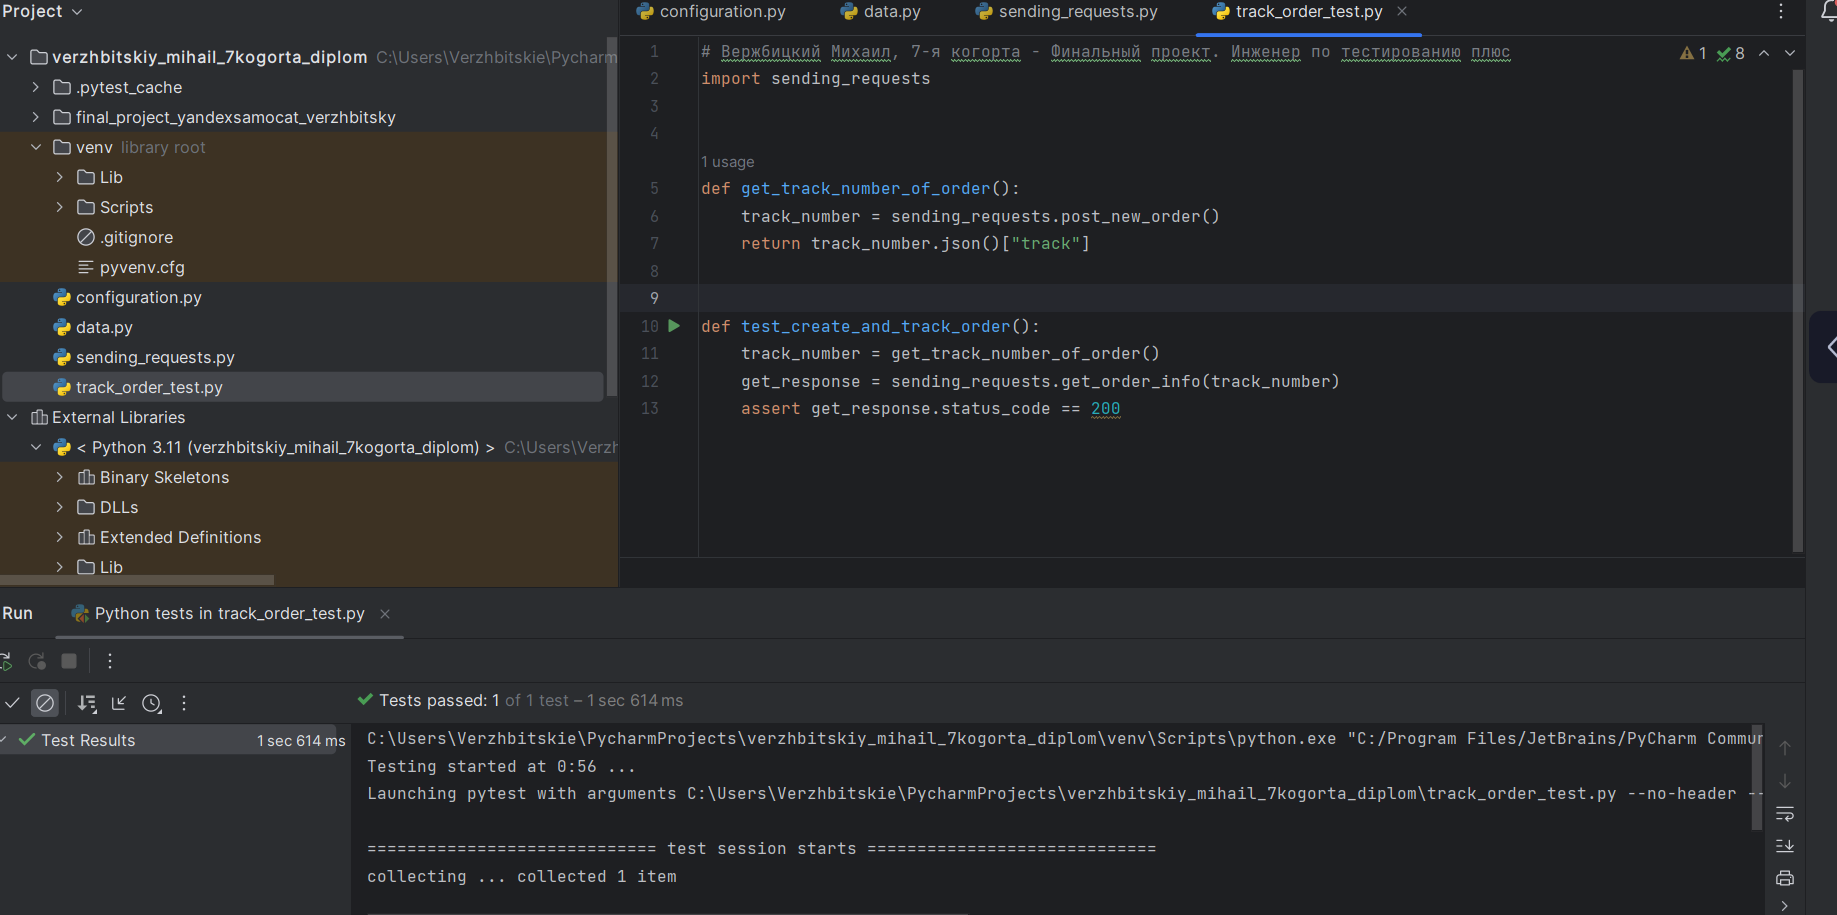 Project
verzhbitskiy_mihail_7kogorta_diplom C:\Users\Verzhbitskie\Pycharm
.pytest_cache
final_project_yandexsamocat_verzhbitsky
venv library root
Lib
Scripts
.gitignore
pyvenv.cfg
configuration.py
data.py
sending_requests.py
track_order_test.py
External Libraries
< Python 3.11 (verzhbitskiy_mihail_7kogorta_diplom) > C:\Users\Verzh
Binary Skeletons
DLLs
Extended Definitions
Lib
configuration.py data.py sending_requests.py track_order_test.py
1 # Вержбицкий Михаил, 7-я когорта - Финальный проект. Инженер по тестированию плюс
1 8
2 import sending_requests
3
4
1 usage
5 def get_track_number_of_order():
6 track_number = sending_requests.post_new_order()
7 return track_number.json()["track"]
8
9
10 def test_create_and_track_order():
11 track_number = get_track_number_of_order()
12 get_response = sending_requests.get_order_info(track_number)
13 assert get_response.status_code == 200
Run Python tests in track_order_test.py
Tests passed: 1 of 1 test – 1 sec 614 ms
Test Results 1 sec 614 ms
C:\Users\Verzhbitskie\PycharmProjects\verzhbitskiy_mihail_7kogorta_diplom\venv\Scripts\python.exe "C:/Program Files/JetBrains/PyCharm Commun
Testing started at 0:56 ...
Launching pytest with arguments C:\Users\Verzhbitskie\PycharmProjects\verzhbitskiy_mihail_7kogorta_diplom\track_order_test.py --no-header --
============================= test session starts =============================
collecting ... collected 1 item